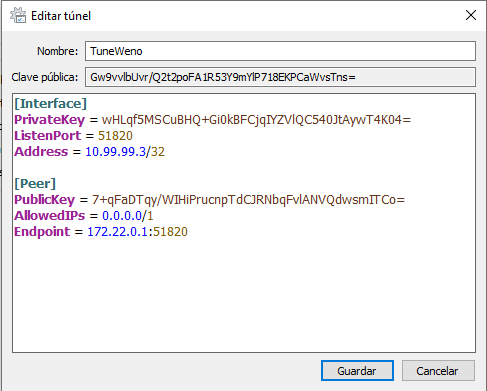 Editar túnel
Nombre: TuneWeno
Clave pública: Gw9vvlbUvr/Q2t2poFA1R53Y9mYlP718EKPCaWvsTns=
[Interface]
PrivateKey = wHLqf5MSCuBHQ+Gi0kBFCjqIYZVlQC540JtAywT4K04=
ListenPort = 51820
Address = 10.99.99.3/32
[Peer]
PublicKey = 7+qFaDTqy/WIHiPrucnpTdCJRNbqFvlANVQdwsmITCo=
AllowedIPs = 0.0.0.0/1
Endpoint = 172.22.0.1:51820
Guardar
Cancelar